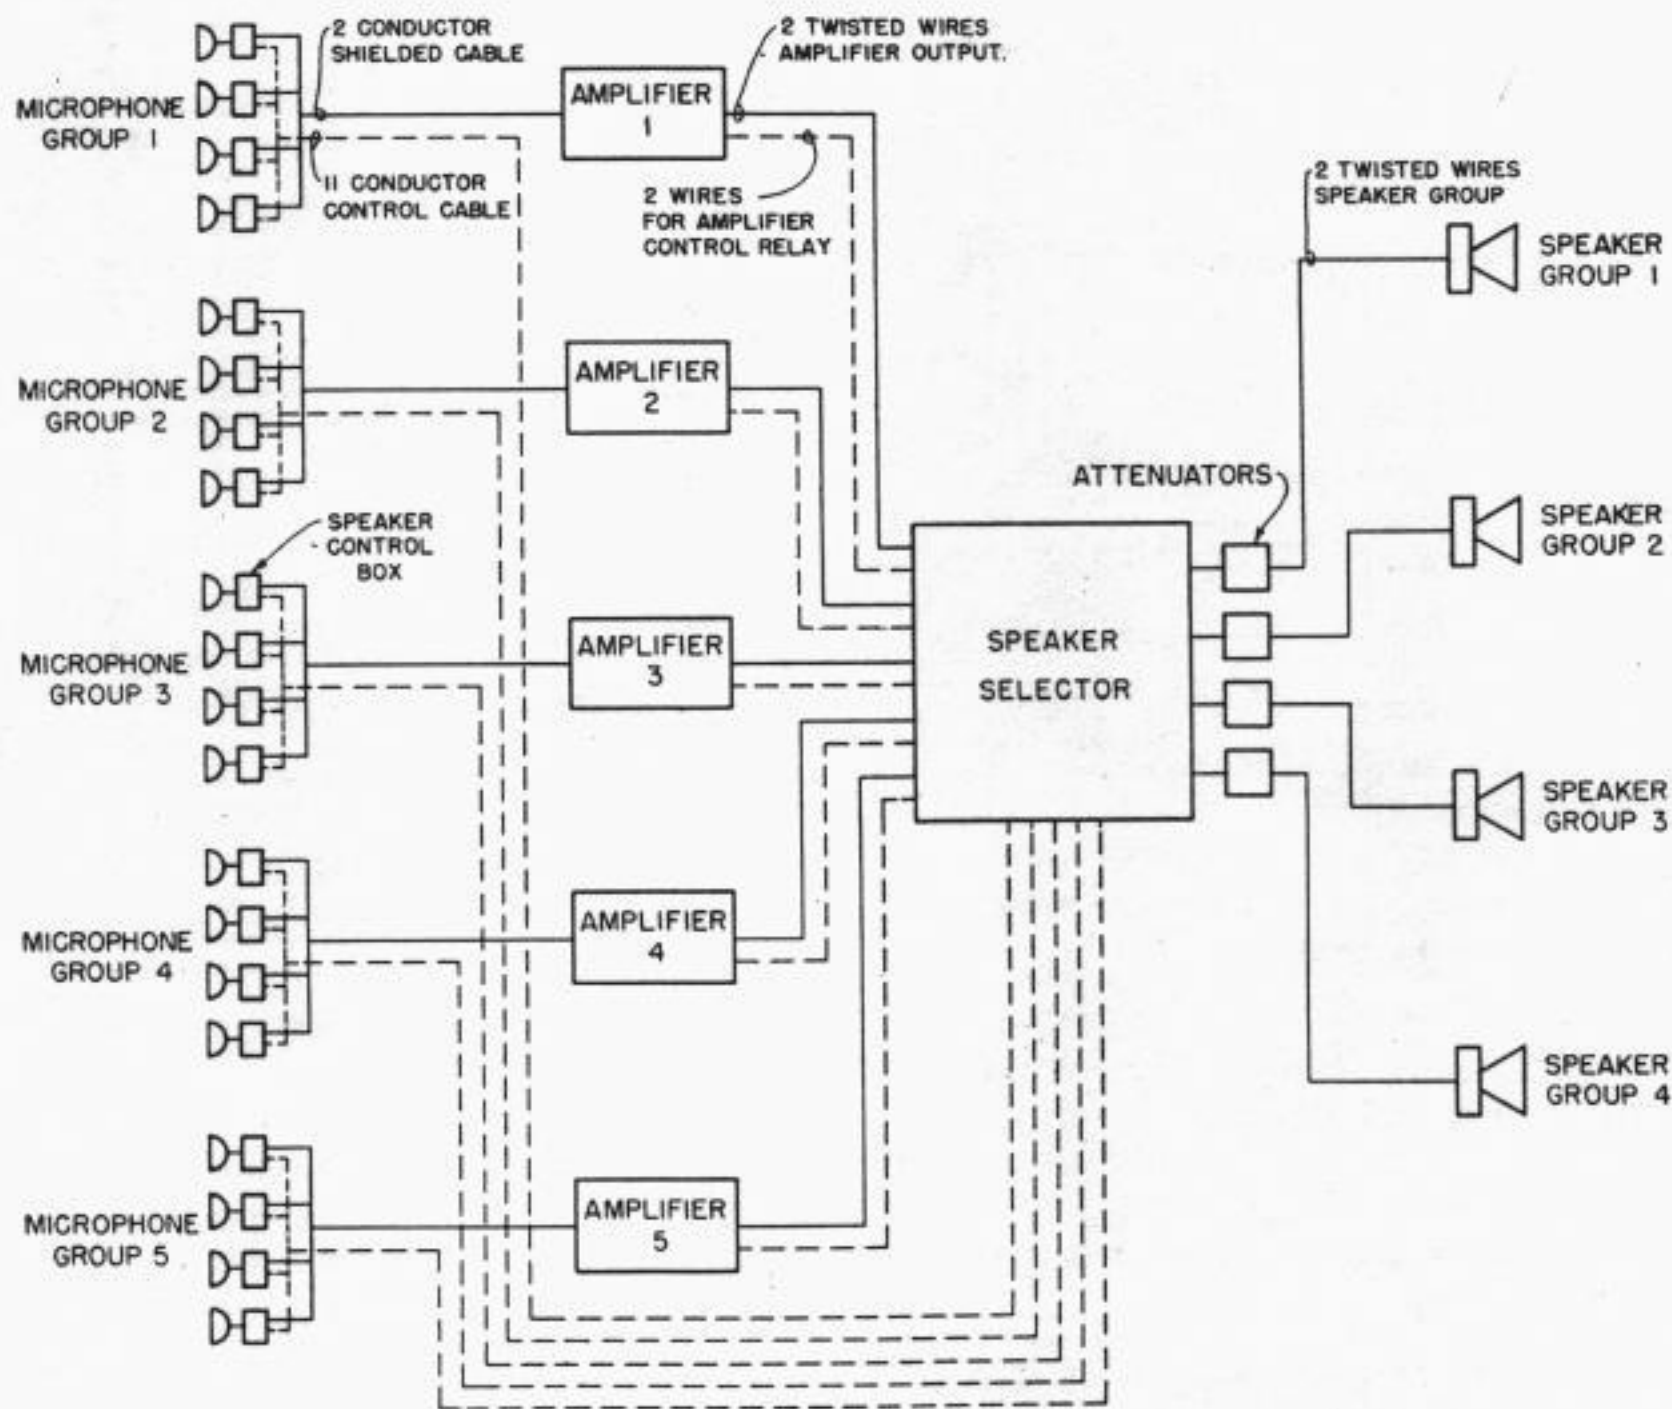 2 CONDUCTOR
SHIELDED CABLE
2 TWISTED WIRES
AMPLIFIER OUTPUT.
MICROPHONE
GROUP 1
AMPLIFIER
1
11 CONDUCTOR
CONTROL CABLE
2 WIRES
FOR AMPLIFIER
CONTROL RELAY
2 TWISTED WIRES
SPEAKER GROUP
SPEAKER
GROUP 1
MICROPHONE
GROUP 2
AMPLIFIER
2
ATTENUATORS
SPEAKER
GROUP 2
SPEAKER
CONTROL
BOX
MICROPHONE
GROUP 3
AMPLIFIER
3
SPEAKER
SELECTOR
SPEAKER
GROUP 3
MICROPHONE
GROUP 4
AMPLIFIER
4
SPEAKER
GROUP 4
MICROPHONE
GROUP 5
AMPLIFIER
5